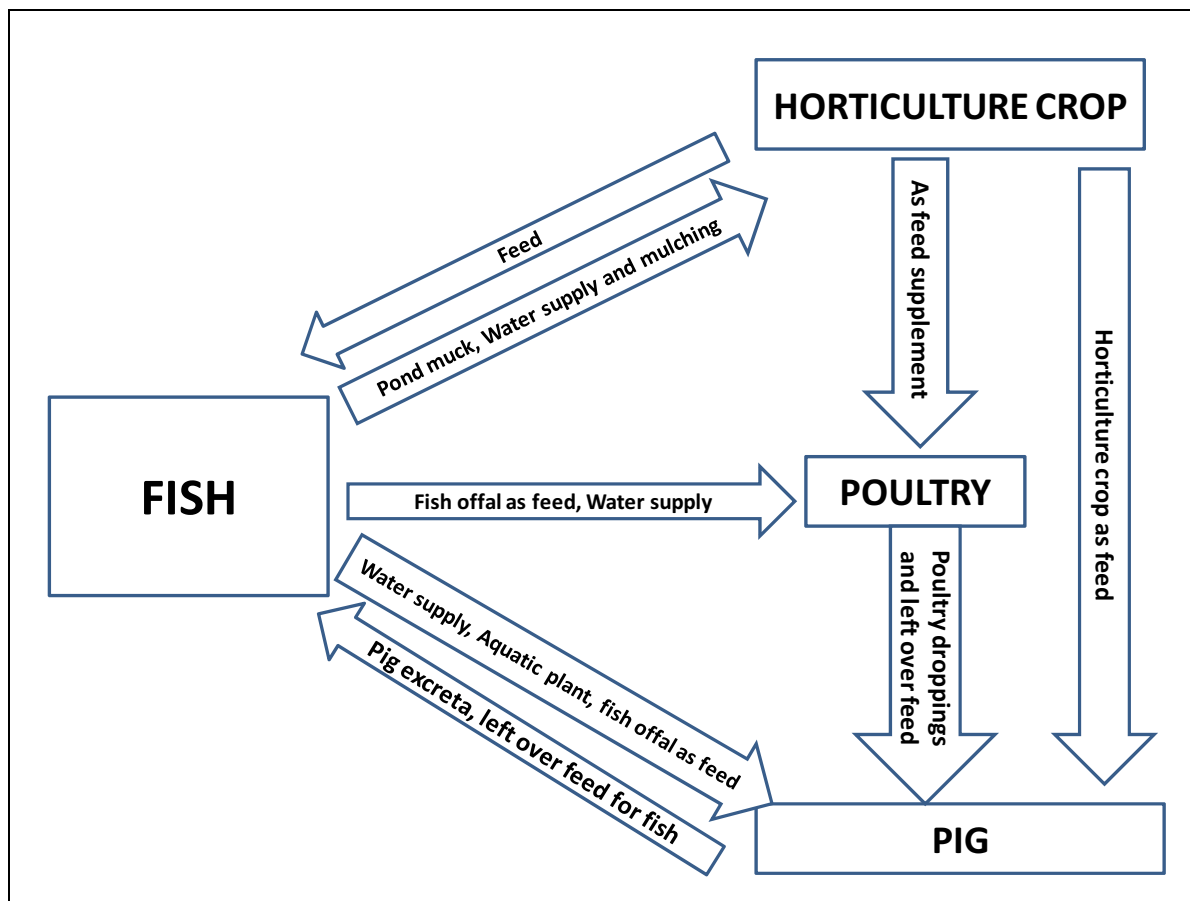 HORTICULTURE CROP
Feed
Pond muck, Water supply and mulching
As feed supplement
Horticulture crop as feed
FISH
Fish offal as feed, Water supply
POULTRY
Water supply, Aquatic plant, fish offal as feed
Pig excreta, left over feed for fish
Poultry droppings
and left over feed
PIG